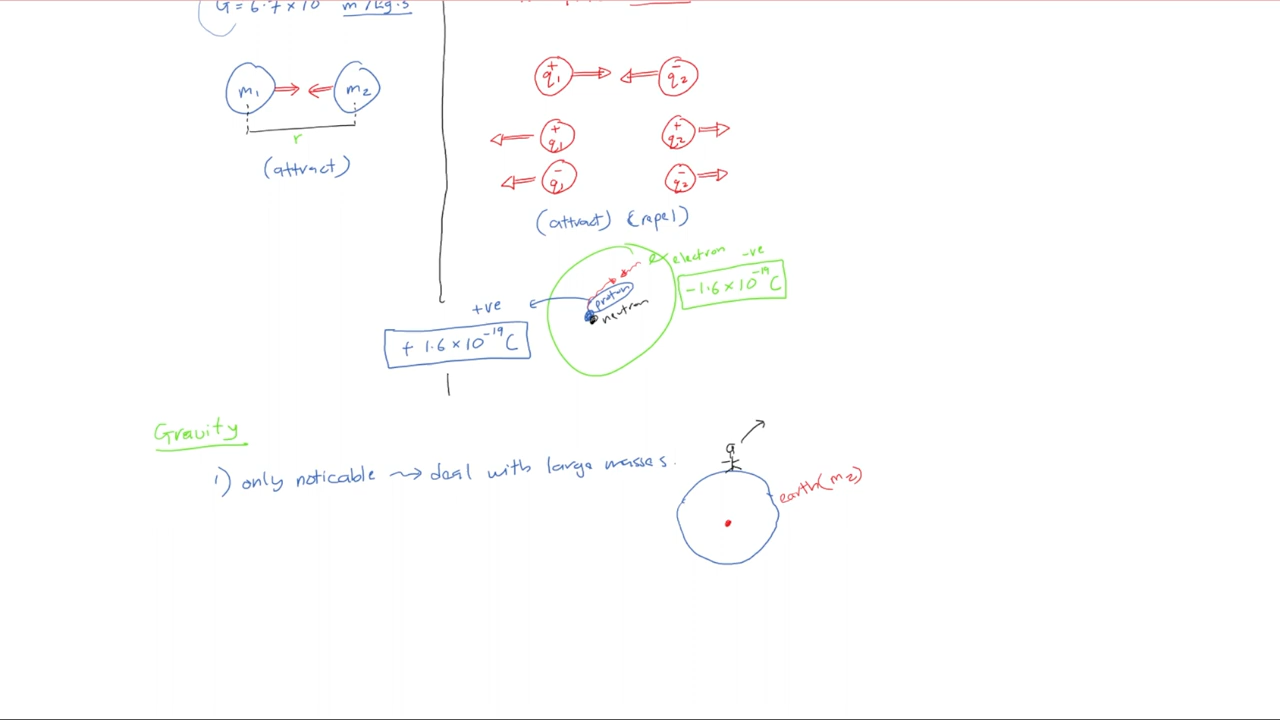 m₁ m₂
r
(attract)
+ q₁ - q₂
+ q₁ + q₂
- q₁ - q₂
(attract) (repel)
electron -ve
-1.6 x 10⁻¹⁹ C
proton
neutron
+ve
+ 1.6 x 10⁻¹⁹ C
Gravity
1) only noticable ⇝ deal with large masses.
earth (m₂)